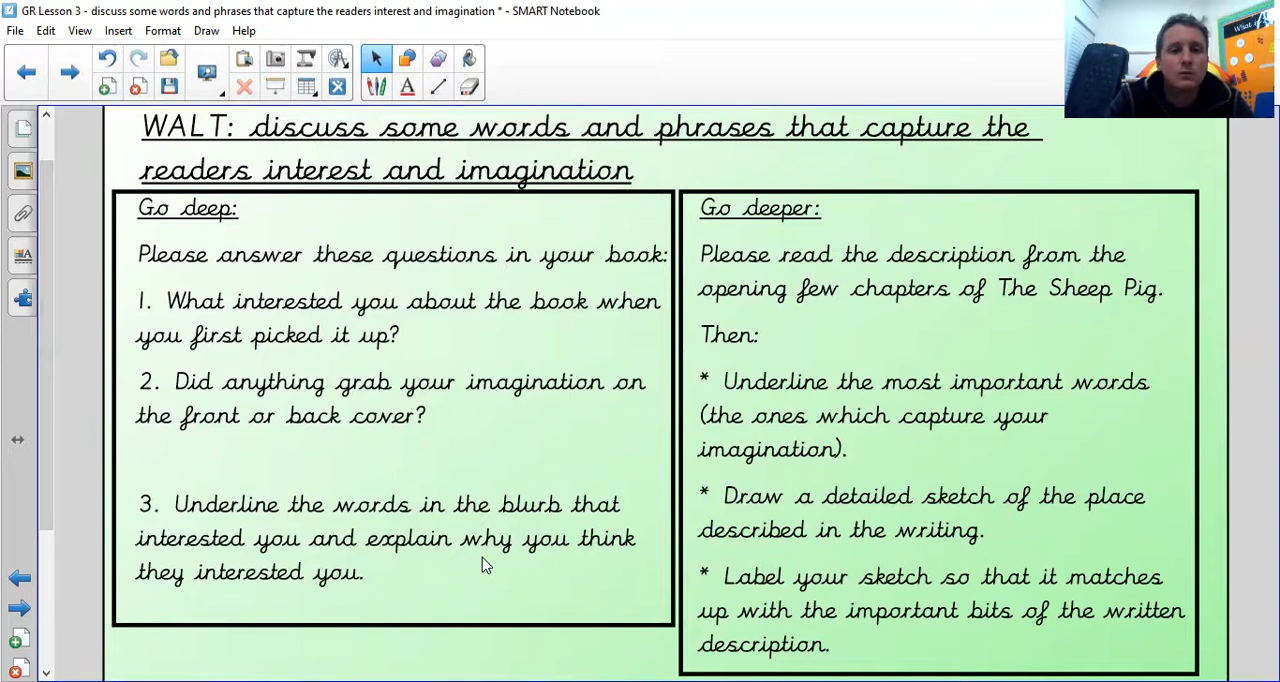 GR Lesson 3 - discuss some words and phrases that capture the readers interest and imagination * - SMART Notebook
File Edit View Insert Format Draw Help
WALT: discuss some words and phrases that capture the
readers interest and imagination
Go deep:
Please answer these questions in your book:
1. What interested you about the book when
you first picked it up?
2. Did anything grab your imagination on
the front or back cover?
3. Underline the words in the blurb that
interested you and explain why you think
they interested you.
Go deeper:
Please read the description from the
opening few chapters of The Sheep Pig.
Then:
* Underline the most important words
(the ones which capture your
imagination).
* Draw a detailed sketch of the place
described in the writing.
* Label your sketch so that it matches
up with the important bits of the written
description.